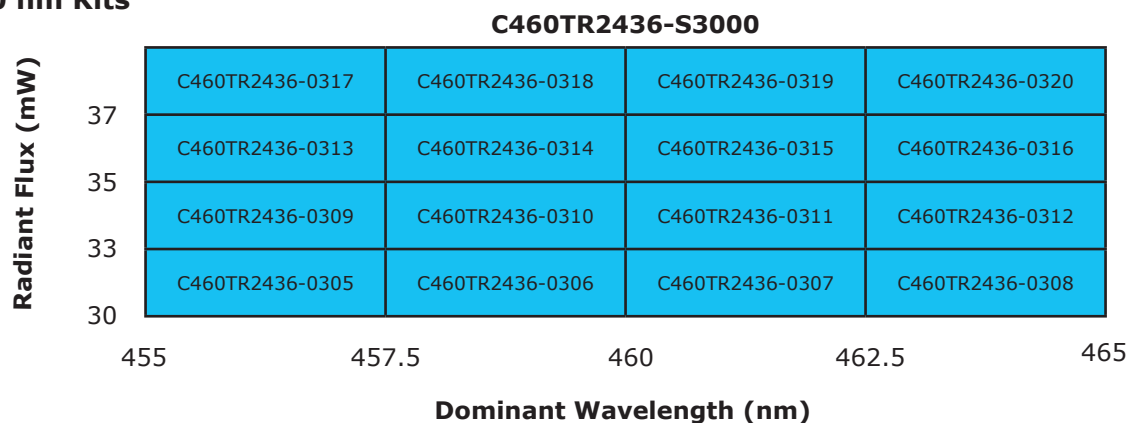 nm Kits
C460TR2436-S3000
Radiant Flux (mW)
C460TR2436-0317 C460TR2436-0318 C460TR2436-0319 C460TR2436-0320
37
C460TR2436-0313 C460TR2436-0314 C460TR2436-0315 C460TR2436-0316
35
C460TR2436-0309 C460TR2436-0310 C460TR2436-0311 C460TR2436-0312
33
C460TR2436-0305 C460TR2436-0306 C460TR2436-0307 C460TR2436-0308
30
455 457.5 460 462.5 465
Dominant Wavelength (nm)